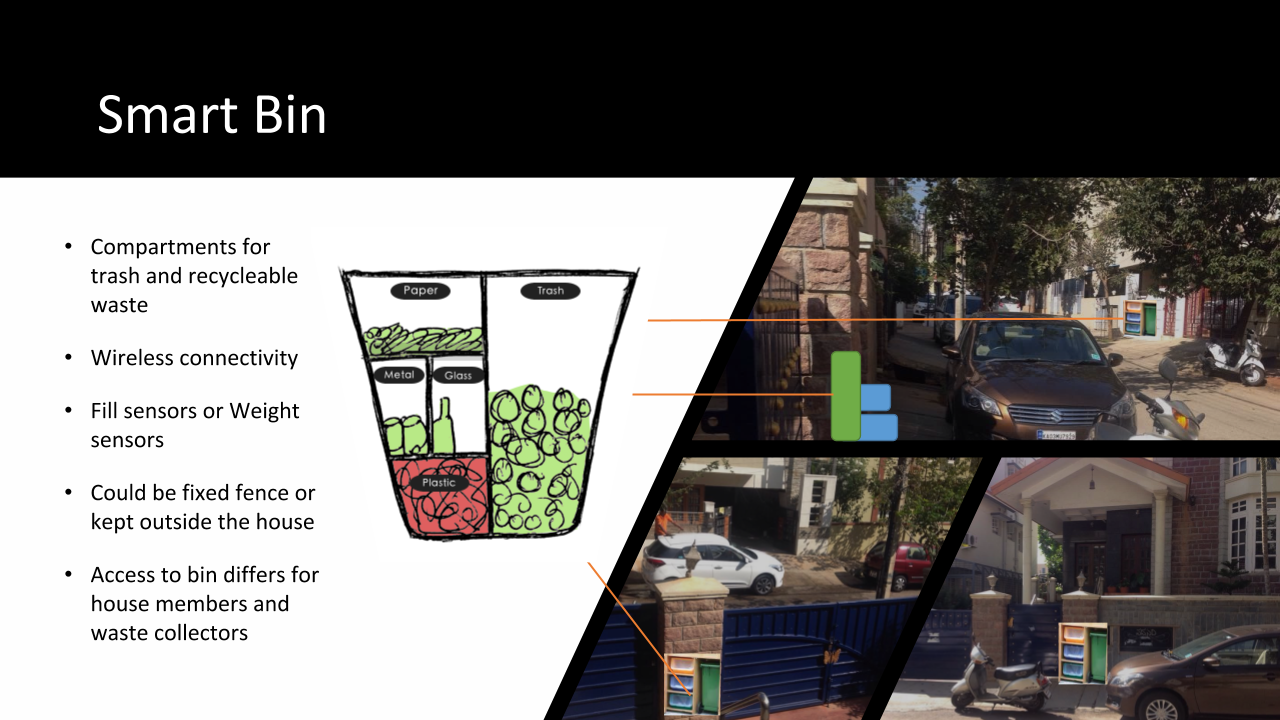 Smart Bin
• Compartments for
trash and recycleable
waste
• Wireless connectivity
• Fill sensors or Weight
sensors
• Could be fixed fence or
kept outside the house
• Access to bin differs for
house members and
waste collectors
Paper
Trash
Metal
Glass
Plastic